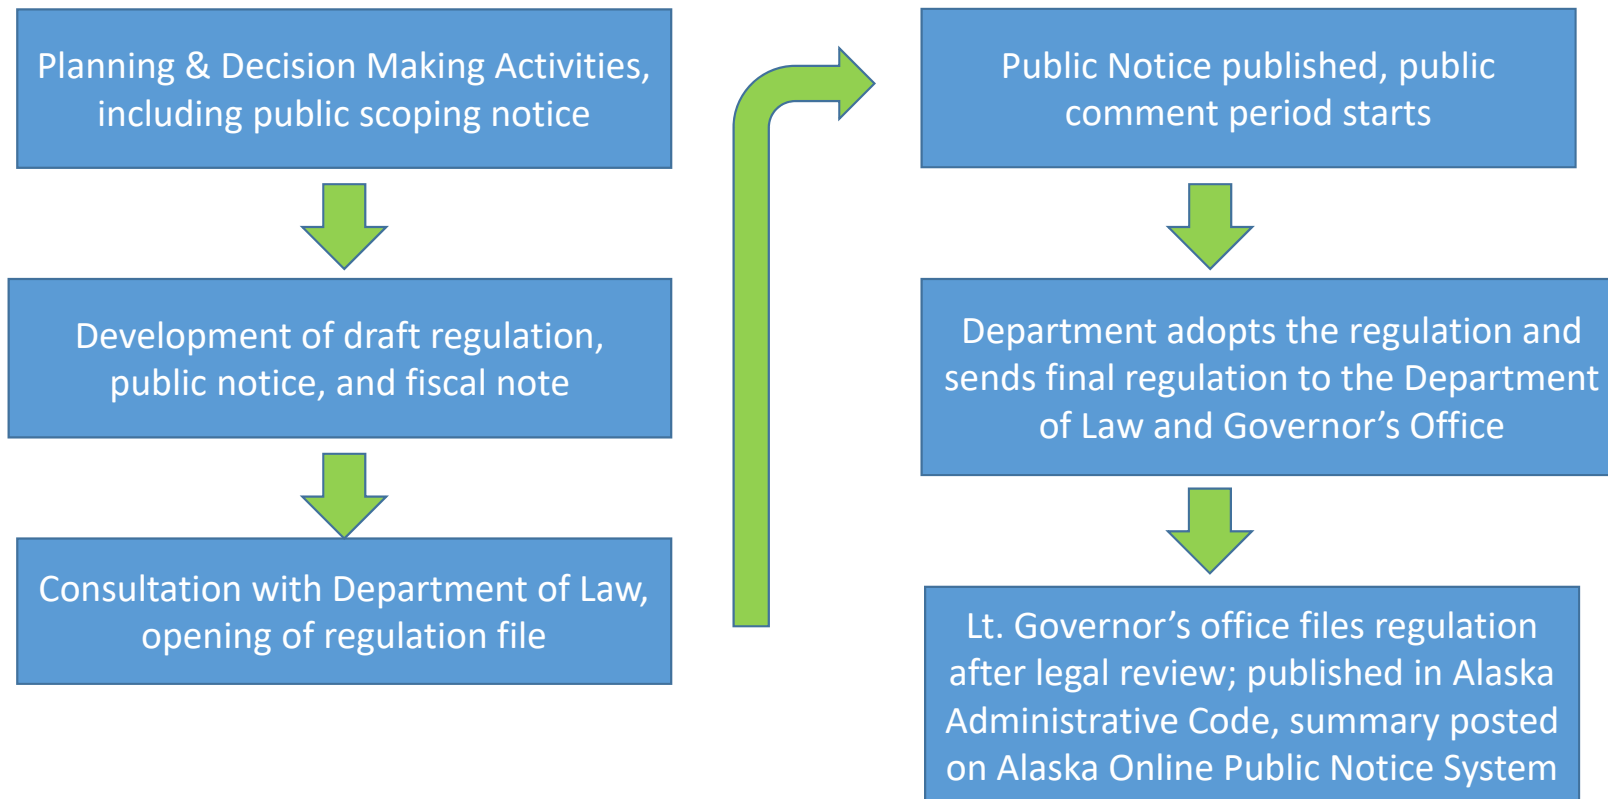 Planning & Decision Making Activities,
including public scoping notice
Development of draft regulation,
public notice, and fiscal note
Consultation with Department of Law,
opening of regulation file
Public Notice published, public
comment period starts
Department adopts the regulation and
sends final regulation to the Department
of Law and Governor’s Office
Lt. Governor’s office files regulation
after legal review; published in Alaska
Administrative Code, summary posted
on Alaska Online Public Notice System